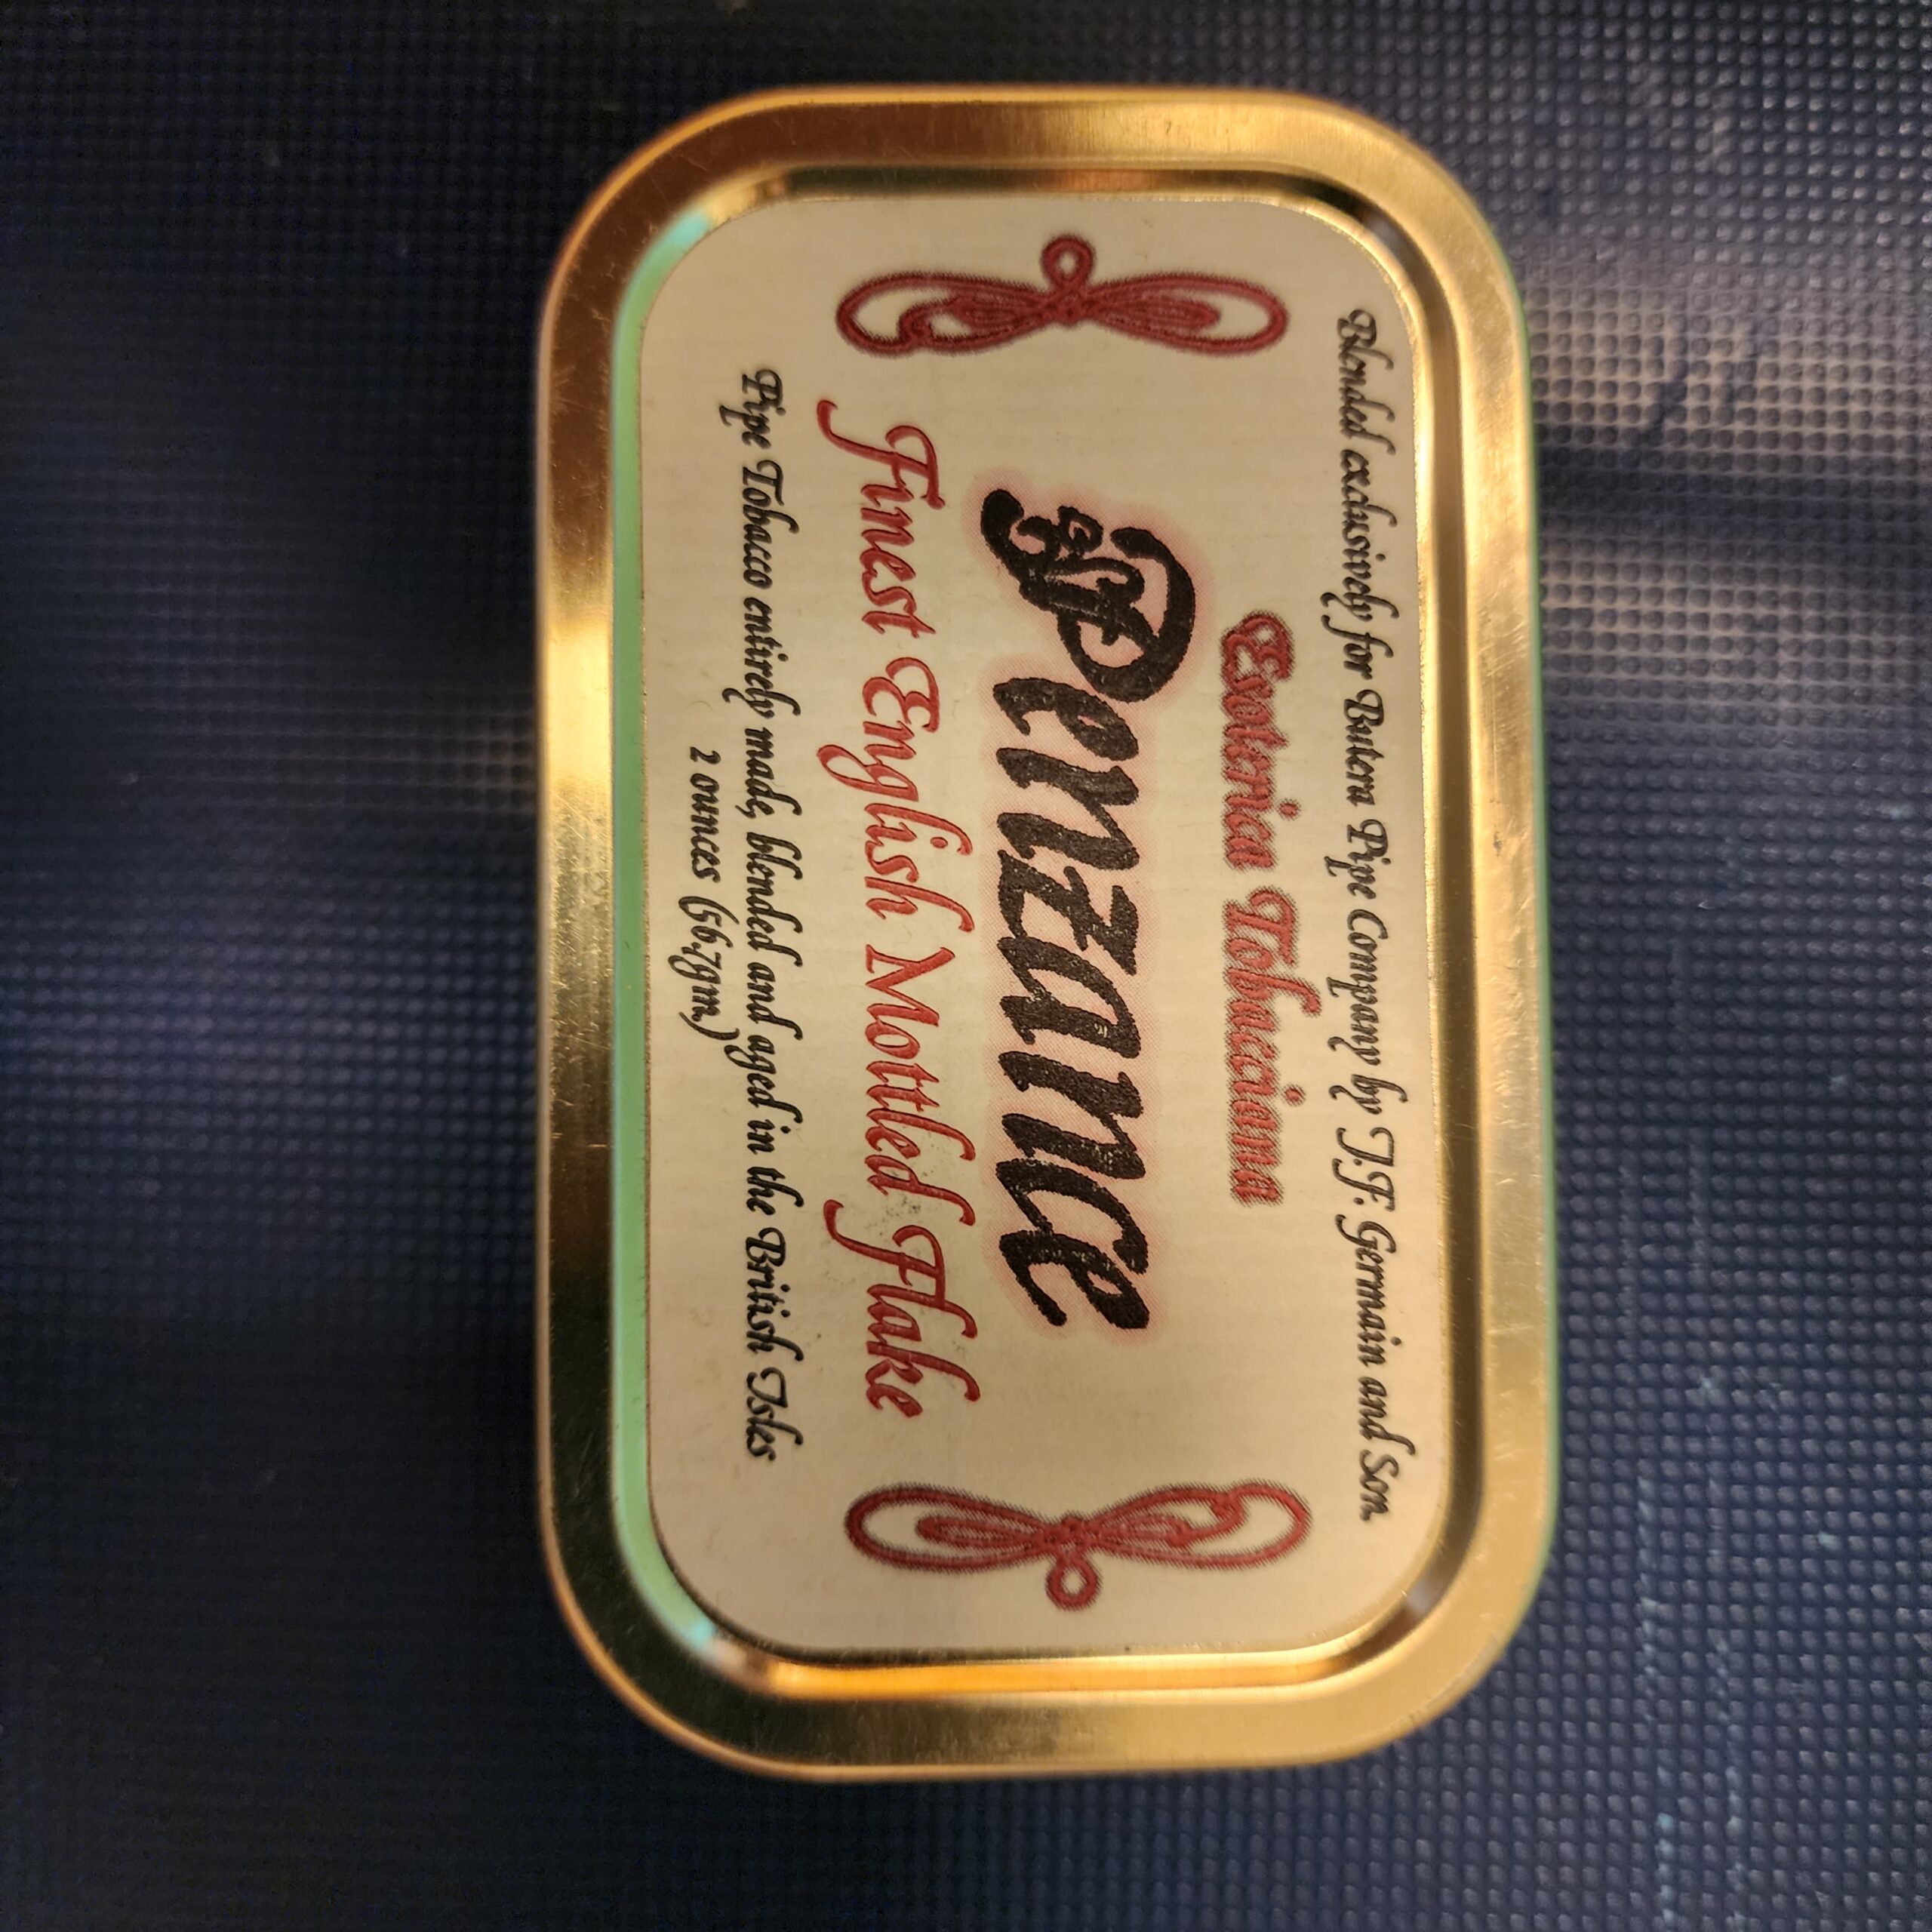 Blended exclusively for Butera Pipe Company by J.F. Germain and Son
Esoterica Tobacciana
Penzance
Finest English Mottled Flake
Pipe Tobacco entirely made, blended and aged in the British Isles
2 ounces (56,7gm.)